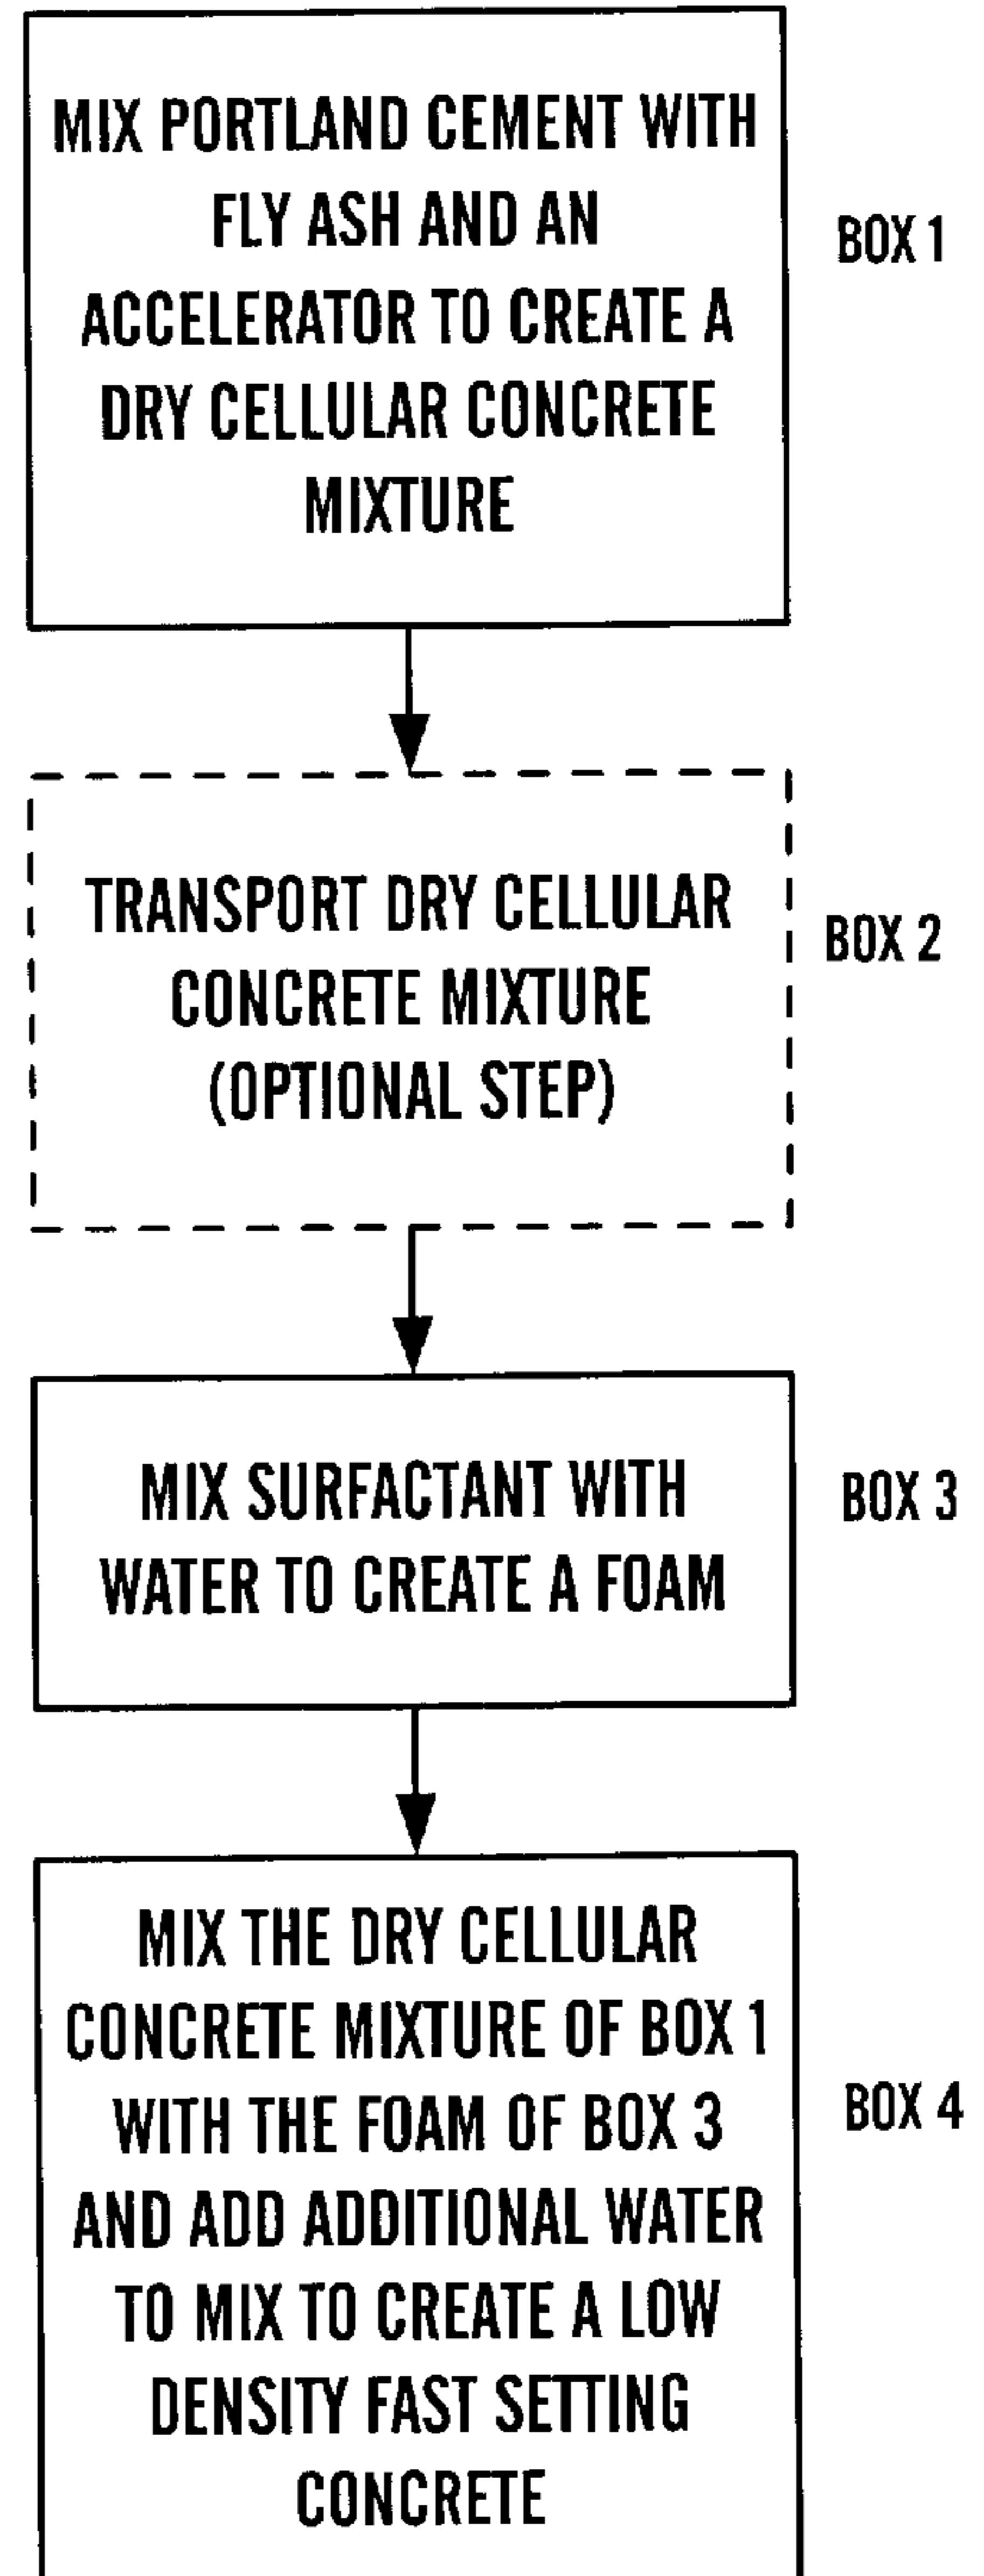 MIX PORTLAND CEMENT WITH
FLY ASH AND AN
ACCELERATOR TO CREATE A
DRY CELLULAR CONCRETE
MIXTURE
BOX 1
TRANSPORT DRY CELLULAR
CONCRETE MIXTURE
(OPTIONAL STEP)
BOX 2
MIX SURFACTANT WITH
WATER TO CREATE A FOAM
BOX 3
MIX THE DRY CELLULAR
CONCRETE MIXTURE OF BOX 1
WITH THE FOAM OF BOX 3
AND ADD ADDITIONAL WATER
TO MIX TO CREATE A LOW
DENSITY FAST SETTING
CONCRETE
BOX 4